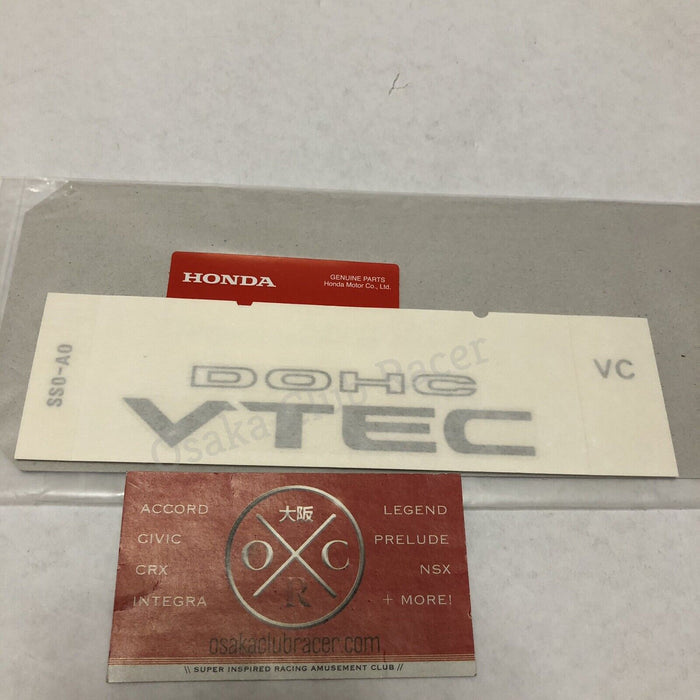 HONDA
GENUINE PARTS
Honda Motor Co., Ltd.
SS0-A0
DOHC
VTEC
VC
Osaka Club Racer
ACCORD
CIVIC
CRX
INTEGRA
大阪
O C
R
LEGEND
PRELUDE
NSX
+ MORE!
osakaclubracer.com
\\ SUPER INSPIRED RACING AMUSEMENT CLUB //